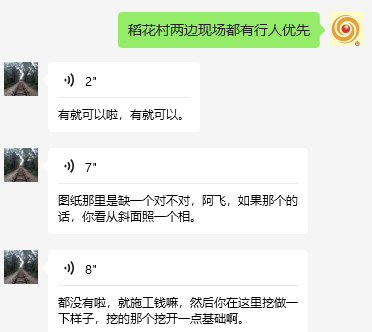 稻花村两边现场都有行人优先
2"
有就可以啦，有就可以。
7"
图纸那里是缺一个对不对，阿飞，如果那个的
话，你看从斜面照一个相。
8"
都没有啦，就施工钱嘛，然后你在这里挖做一
下样子，挖的那个挖开一点基础啊。